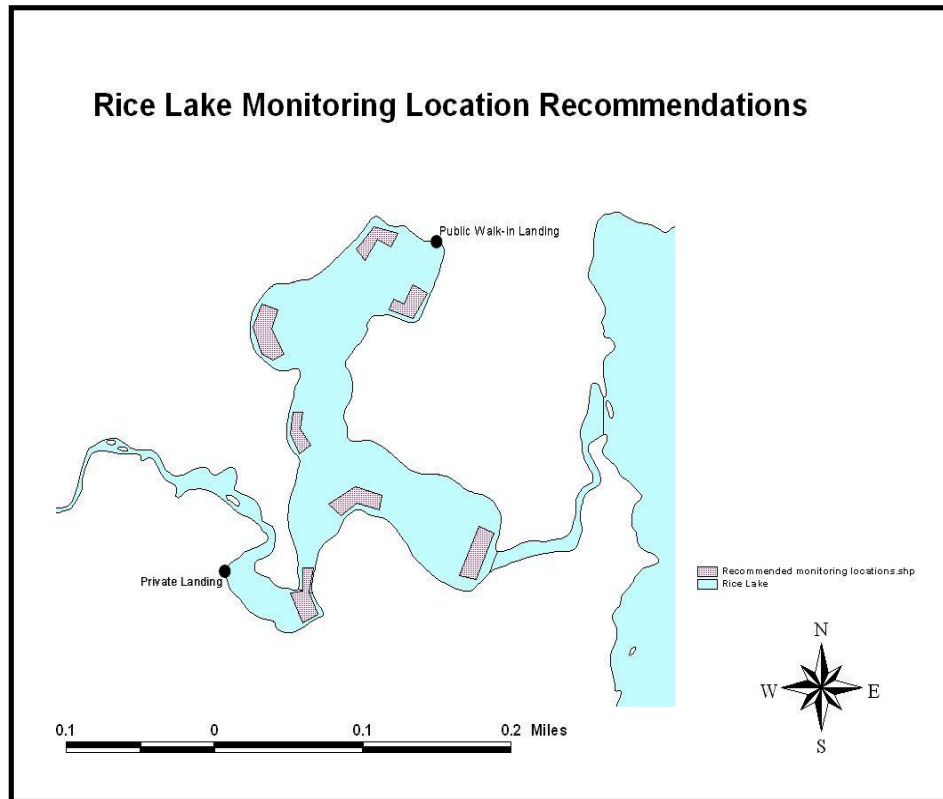 Rice Lake Monitoring Location Recommendations
Public Walk-in Landing
Private Landing
Recommended monitoring locations.shp
Rice Lake
N
W E
S
0.1 0 0.1 0.2 Miles